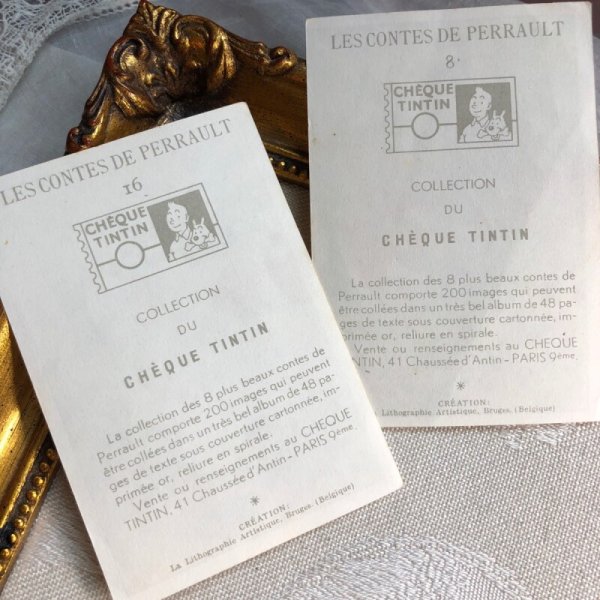 LES CONTES DE PERRAULT
16
CHÈQUE
TINTIN
COLLECTION
DU
CHÈQUE TINTIN
La collection des 8 plus beaux contes de
Perrault comporte 200 images qui peuvent
être collées dans un très bel album de 48 pa-
ges de texte sous couverture cartonnée, im-
primée or, reliure en spirale.
Vente ou renseignements au CHEQUE
TINTIN, 41 Chaussée d'Antin - PARIS 9ème.
*
CRÉATION:
La Lithographie Artistique, Bruges. (Belgique)
LES CONTES DE PERRAULT
8.
CHÈQUE
TINTIN
COLLECTION
DU
CHÈQUE TINTIN
La collection des 8 plus beaux contes de
Perrault comporte 200 images qui peuvent
être collées dans un très bel album de 48 pa-
ges de texte sous couverture cartonnée, im-
primée or, reliure en spirale.
Vente ou renseignements au CHEQUE
TINTIN, 41 Chaussée d'Antin - PARIS 9ème.
*
CRÉATION:
Lithographie Artistique, Bruges. (Belgique)